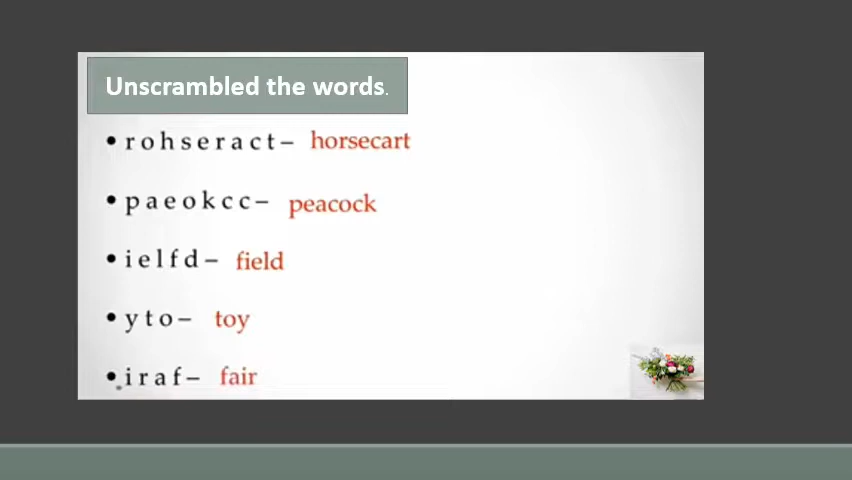 Unscrambled the words.
• r o h s e r a c t – horsecart
• p a e o k c c – peacock
• i e l f d – field
• y t o – toy
• i r a f – fair